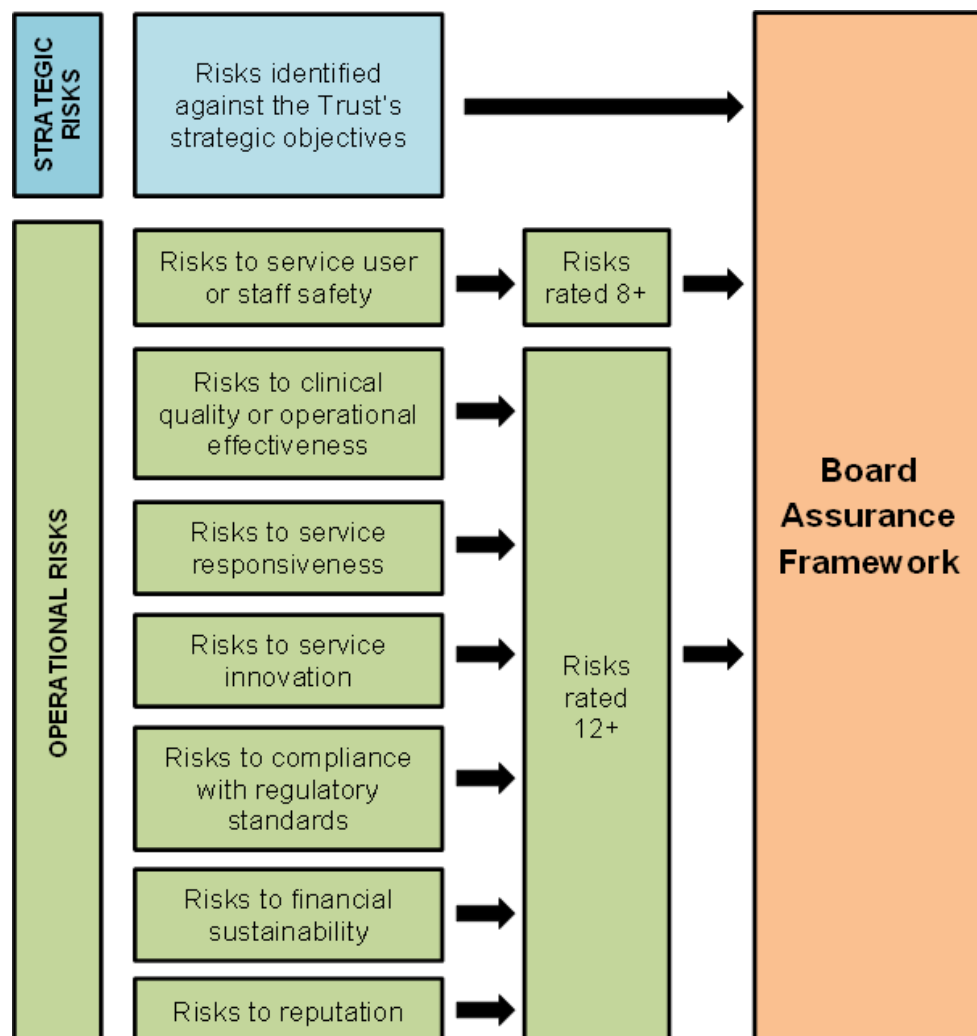 STRATEGIC
RISKS
Risks identified
against the Trust's
strategic objectives
OPERATIONAL RISKS
Risks to service user
or staff safety
Risks
rated 8+
Risks to clinical
quality or operational
effectiveness
Risks to service
responsiveness
Risks to service
innovation
Risks to compliance
with regulatory
standards
Risks to financial
sustainability
Risks to reputation
Risks
rated
12+
Board
Assurance
Framework